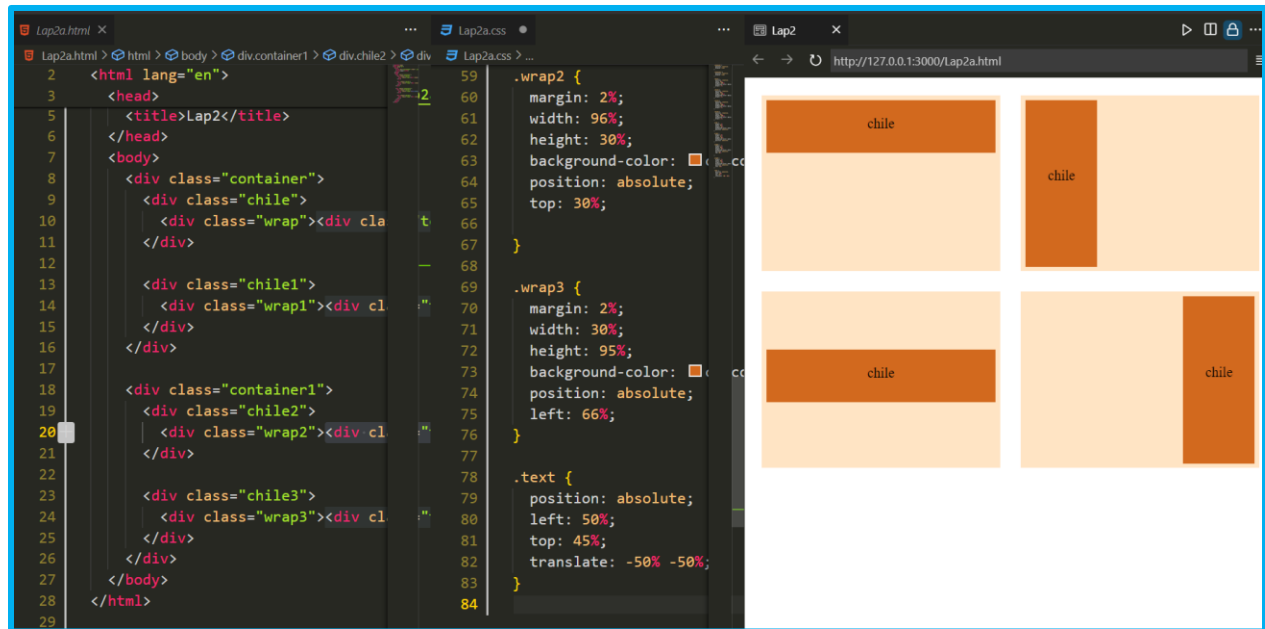 Lap2a.html ×
Lap2a.html > html > body > div.container1 > div.chile2 > div
2 <html lang="en">
3 <head>
5 <title>Lap2</title>
6 </head>
7 <body>
8 <div class="container">
9 <div class="chile">
10 <div class="wrap"><div cla
11 </div>
12
13 <div class="chile1">
14 <div class="wrap1"><div cl
15 </div>
16 </div>
17
18 <div class="container1">
19 <div class="chile2">
20 <div class="wrap2"><div cl
21 </div>
22
23 <div class="chile3">
24 <div class="wrap3"><div cl
25 </div>
26 </div>
27 </body>
28 </html>
29
Lap2a.css
Lap2a.css > ...
59 .wrap2 {
60 margin: 2%;
61 width: 96%;
62 height: 30%;
63 background-color:
64 position: absolute;
65 top: 30%;
66
67 }
68
69 .wrap3 {
70 margin: 2%;
71 width: 30%;
72 height: 95%;
73 background-color:
74 position: absolute;
75 left: 66%;
76 }
77
78 .text {
79 position: absolute;
80 left: 50%;
81 top: 45%;
82 translate: -50% -50%;
83 }
84
Lap2 ×
http://127.0.0.1:3000/Lap2a.html
chile
chile
chile
chile